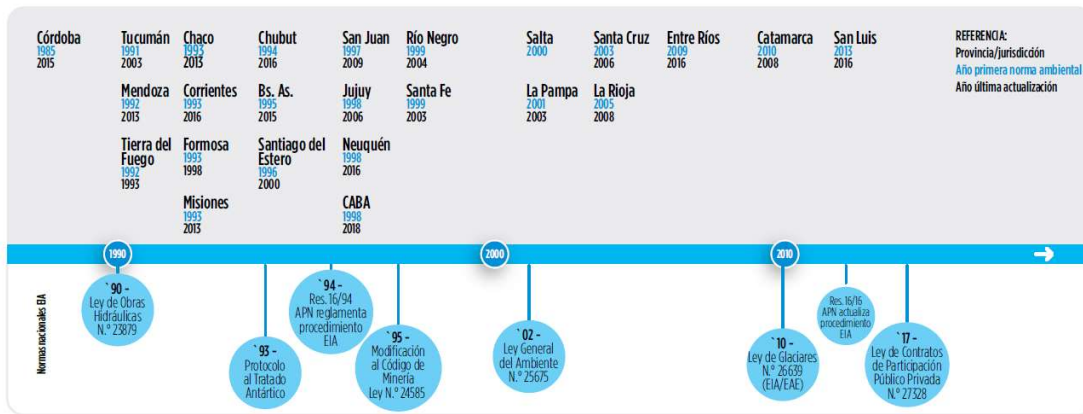 Córdoba
1985
2015
Tucumán
1991
2003
Mendoza
1992
2013
Tierra del
Fuego
1992
1993
Chaco
1993
2013
Corrientes
1993
2016
Formosa
1993
1998
Misiones
1993
2013
Chubut
1994
2016
Bs. As.
1995
2015
Santiago del
Estero
1996
2000
San Juan
1997
2009
Jujuy
1998
2006
Neuquén
1998
2016
CABA
1998
2018
Río Negro
1999
2004
Santa Fe
1999
2003
Salta
2000
La Pampa
2001
2003
Santa Cruz
2003
2006
La Rioja
2005
2008
Entre Ríos
2009
2016
Catamarca
2010
2008
San Luis
2013
2016
REFERENCIA:
Provincia/jurisdicción
Año primera norma ambiental
Año última actualización
1990
2000
2010
Normas nacionales EIA
`90 -
Ley de Obras
Hidráulicas
N.º 23879
`93 -
Protocolo
al Tratado
Antártico
`94 -
Res. 16/94
APN reglamenta
procedimiento
EIA
`95 -
Modificación
al Código de
Minería
Ley N.º 24585
`02 -
Ley General
del Ambiente
N.º 25675
`10 -
Ley de Glaciares
N.º 26639
(EIA/EAE)
Res. 16/16
APN actualiza
procedimiento
EIA
`17 -
Ley de Contratos
de Participación
Público Privada
N.º 27328